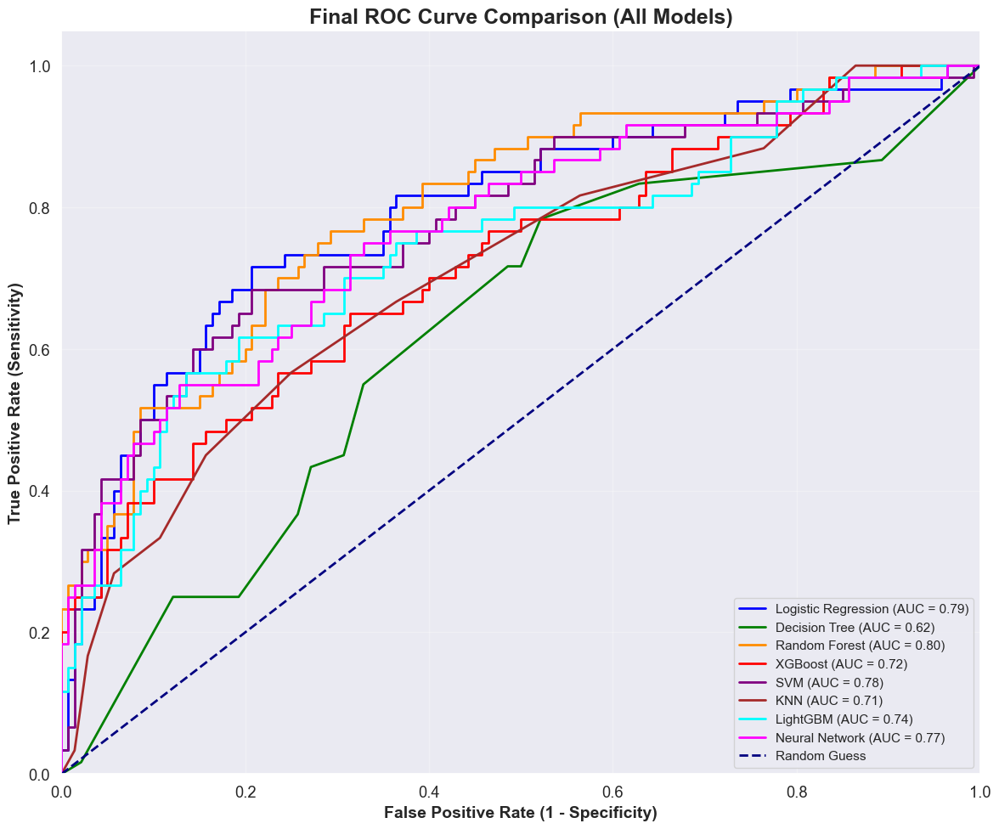 Final ROC Curve Comparison (All Models)
True Positive Rate (Sensitivity)
1.0
0.8
0.6
0.4
0.2
0.0
0.0 0.2 0.4 0.6 0.8 1.0
False Positive Rate (1 - Specificity)
Logistic Regression (AUC = 0.79)
Decision Tree (AUC = 0.62)
Random Forest (AUC = 0.80)
XGBoost (AUC = 0.72)
SVM (AUC = 0.78)
KNN (AUC = 0.71)
LightGBM (AUC = 0.74)
Neural Network (AUC = 0.77)
Random Guess